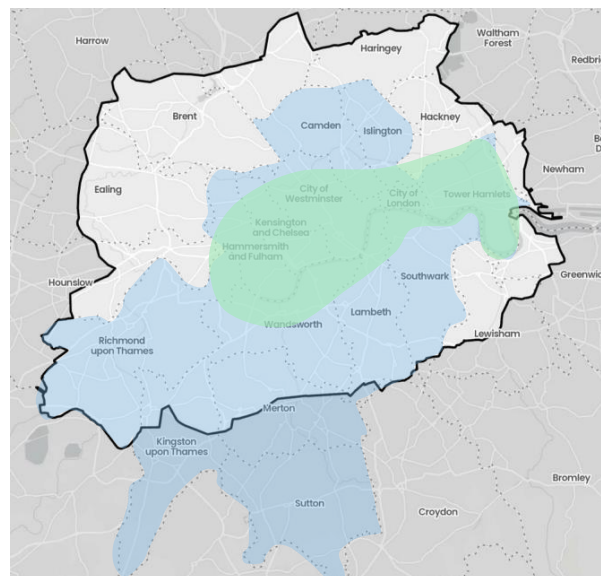 Harrow
Haringey
Waltham
Forest
Redbri
Brent
Hackney
Camden
Islington
Newham
Ealing
City of
Westminster
City of
London
Tower Hamlets
Kensington
and Chelsea
Hammersmith
and Fulham
Hounslow
Southwark
Greenwic
Richmond
upon Thames
Wandsworth
Lambeth
Lewisham
Merton
Kingston
upon Thames
Bromley
Sutton
Croydon